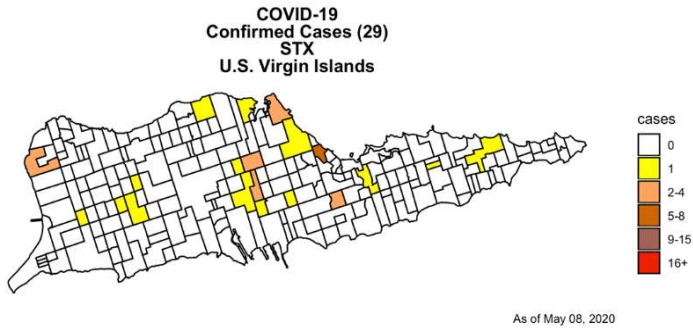 COVID-19
Confirmed Cases (29)
STX
U.S. Virgin Islands
cases
0
1
2-4
5-8
9-15
16+
As of May 08, 2020